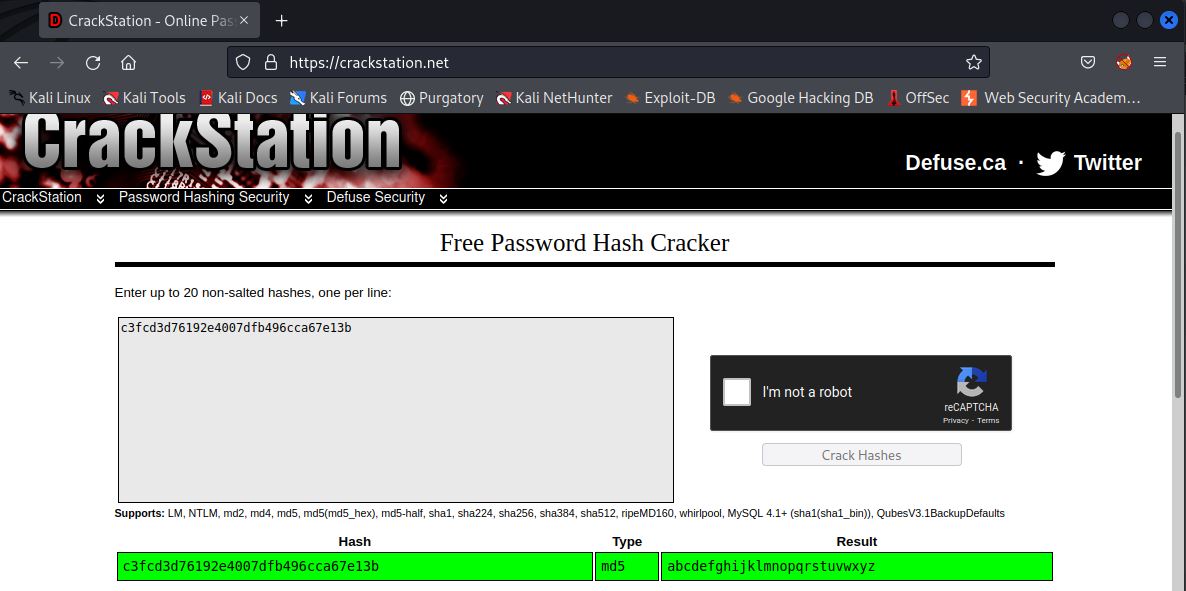 CrackStation - Online Pas
https://crackstation.net
Kali Linux Kali Tools Kali Docs Kali Forums Purgatory Kali NetHunter Exploit-DB Google Hacking DB OffSec Web Security Academ…
CrackStation
Defuse.ca · Twitter
CrackStation Password Hashing Security Defuse Security
Free Password Hash Cracker
Enter up to 20 non-salted hashes, one per line:
c3fcd3d76192e4007dfb496cca67e13b
I'm not a robot
reCAPTCHA
Privacy - Terms
Crack Hashes
Supports: LM, NTLM, md2, md4, md5, md5(md5_hex), md5-half, sha1, sha224, sha256, sha384, sha512, ripeMD160, whirlpool, MySQL 4.1+ (sha1(sha1_bin)), QubesV3.1BackupDefaults
Hash Type Result
c3fcd3d76192e4007dfb496cca67e13b md5 abcdefghijklmnopqrstuvwxyz